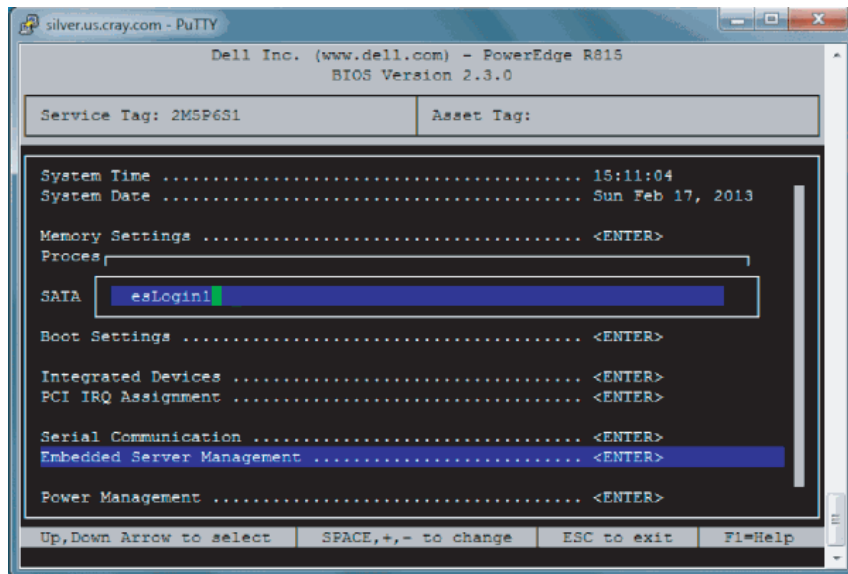 silver.us.cray.com - PuTTY
Dell Inc. (www.dell.com) - PowerEdge R815
BIOS Version 2.3.0
Service Tag: 2M5P6S1 Asset Tag:
System Time .......................................... 15:11:04
System Date .......................................... Sun Feb 17, 2013
Memory Settings ...................................... <ENTER>
Proces
SATA esLogin1
Boot Settings ........................................ <ENTER>
Integrated Devices ................................... <ENTER>
PCI IRQ Assignment .................................... <ENTER>
Serial Communication ................................. <ENTER>
Embedded Server Management ........................... <ENTER>
Power Management ..................................... <ENTER>
Up,Down Arrow to select SPACE,+,- to change ESC to exit F1=Help